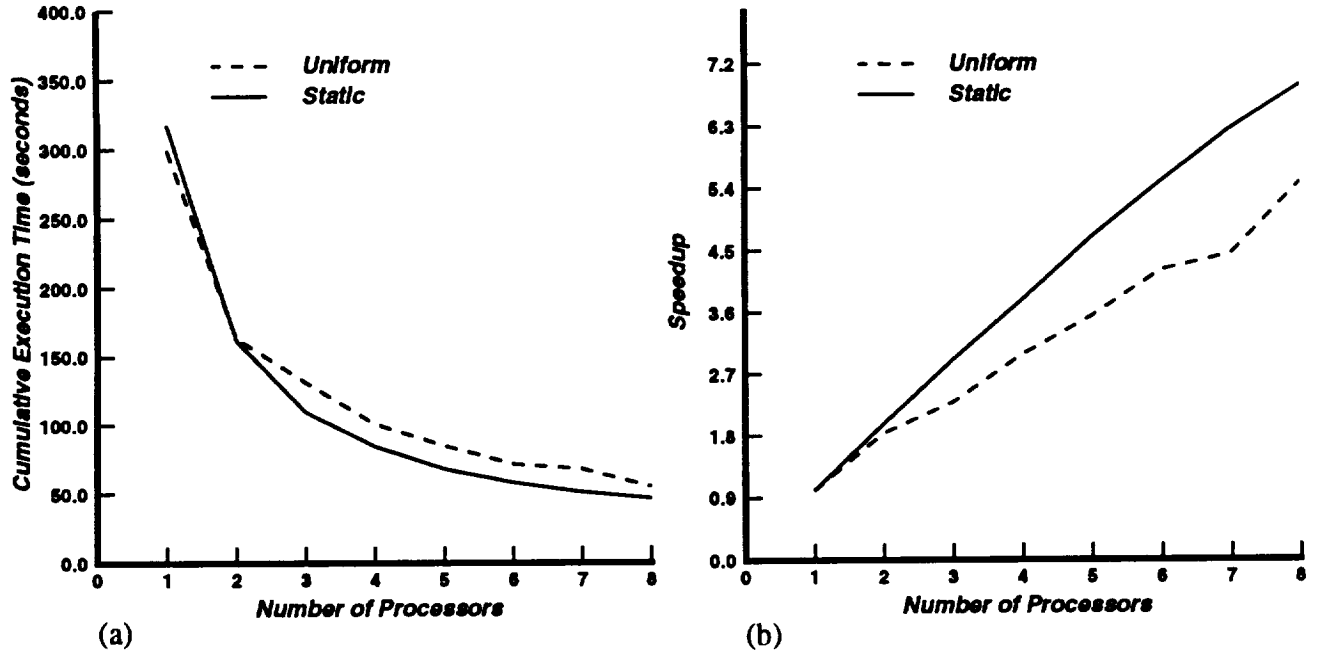 400.0
350.0
300.0
250.0
200.0
150.0
100.0
50.0
0.0
Cumulative Execution Time (seconds)
Uniform
Static
0 1 2 3 4 5 6 7 8
Number of Processors
(a)
7.2
6.3
5.4
4.5
3.6
2.7
1.8
0.9
0.0
Speedup
Uniform
Static
0 1 2 3 4 5 6 7 8
Number of Processors
(b)